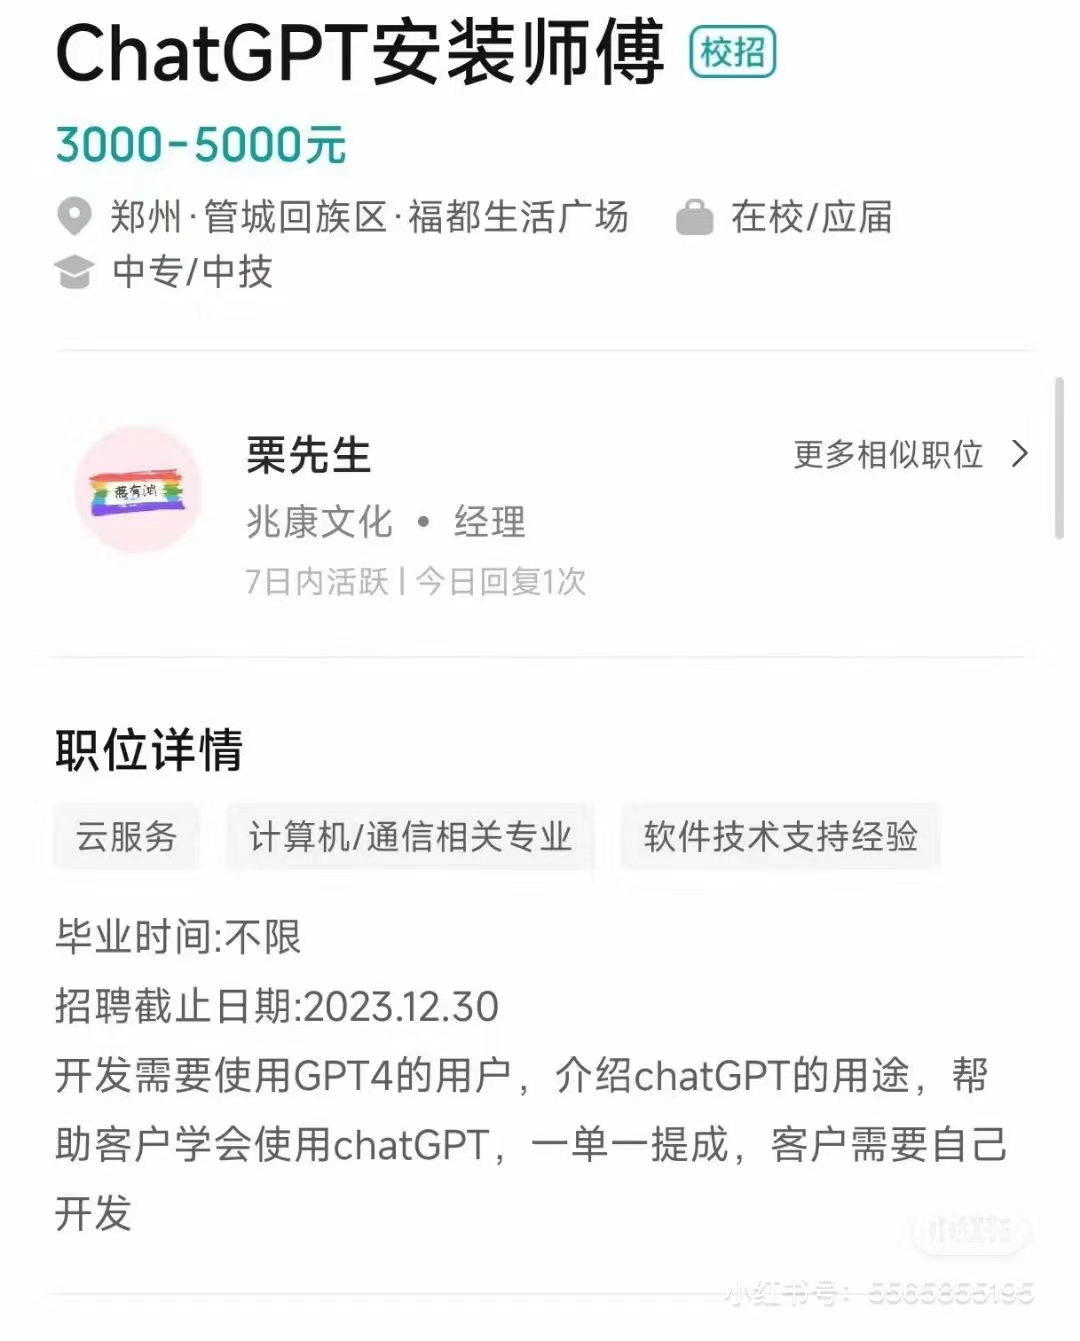 ChatGPT安装师傅 校招
3000-5000元
郑州·管城回族区·福都生活广场 在校/应届
中专/中技
栗先生
更多相似职位
兆康文化 • 经理
7日内活跃 | 今日回复1次
燕有鸿
职位详情
云服务 计算机/通信相关专业 软件技术支持经验
毕业时间:不限
招聘截止日期:2023.12.30
开发需要使用GPT4的用户，介绍chatGPT的用途，帮
助客户学会使用chatGPT，一单一提成，客户需要自己
开发
小红书
小红书号：5565855195